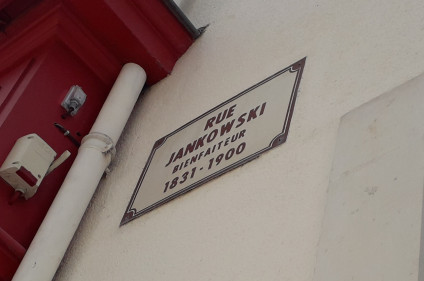 RUE
JANKOWSKI
BIENFAITEUR
1831-1900